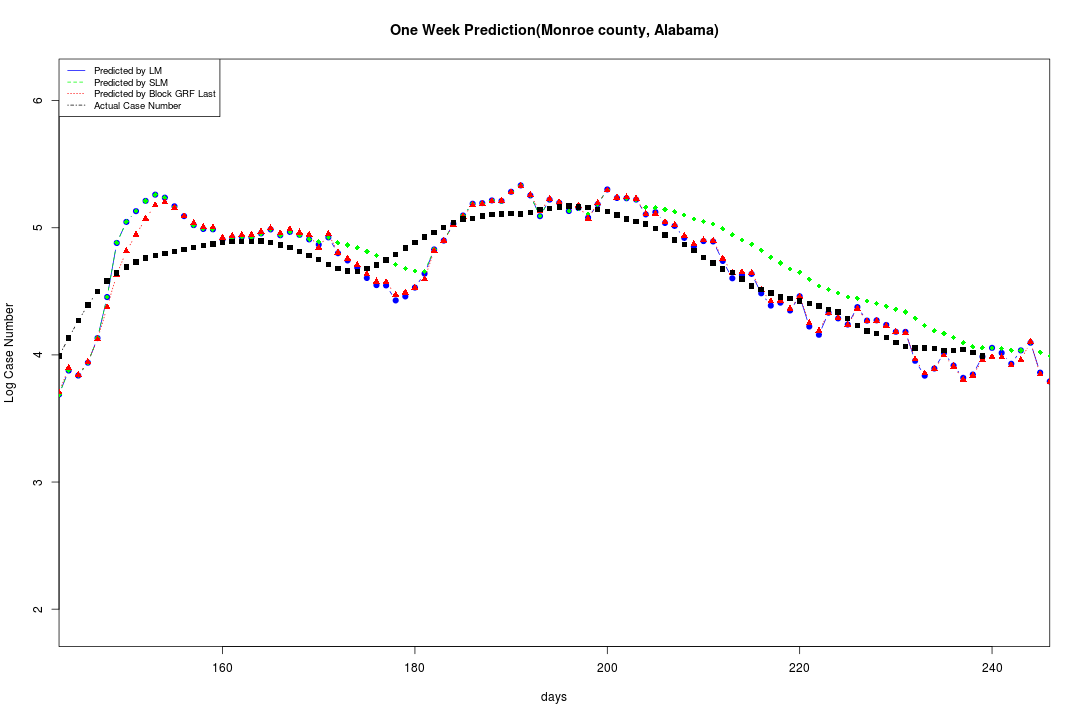 One Week Prediction(Monroe county, Alabama)
Predicted by LM
Predicted by SLM
Predicted by Block GRF Last
Actual Case Number
6
5
4
3
2
Log Case Number
160
180
200
220
240
days